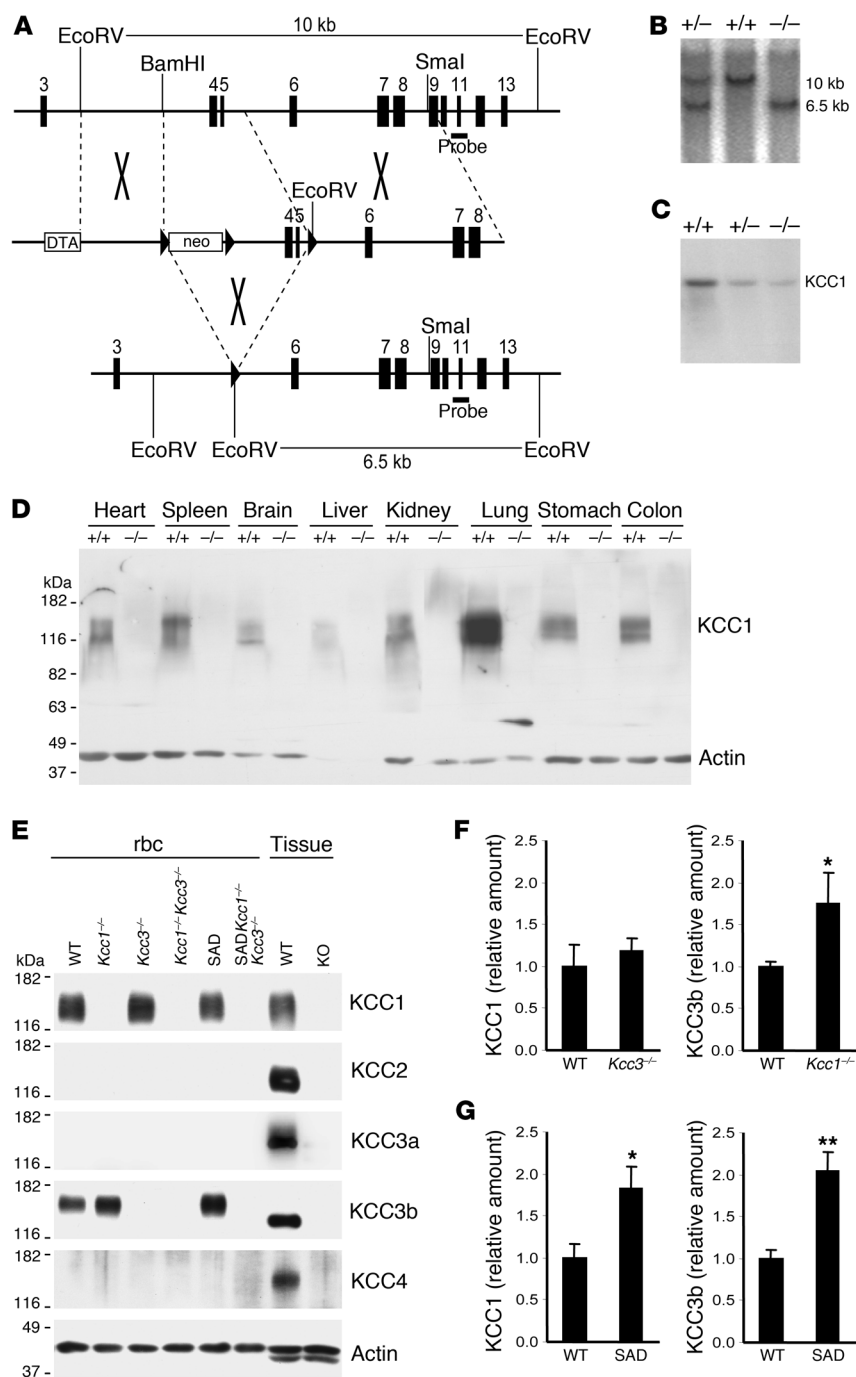 A
10 kb
EcoRV
EcoRV
BamHI
SmaI
3
45
6
7 8
9
11
13
Probe
EcoRV
DTA
neo
45
6
7
8
SmaI
3
6
7 8
9
11
13
Probe
EcoRV
EcoRV
EcoRV
6.5 kb
B
+/–
+/+
–/–
10 kb
6.5 kb
C
+/+
+/–
–/–
KCC1
D
Heart
Spleen
Brain
Liver
Kidney
Lung
Stomach
Colon
+/+ –/– +/+ –/– +/+ –/– +/+ –/– +/+ –/– +/+ –/– +/+ –/– +/+ –/–
kDa
182
116
82
63
49
37
KCC1
Actin
E
rbc
Tissue
kDa
WT
Kcc1–/–
Kcc3–/–
Kcc1–/–Kcc3–/–
SAD
SADKcc1–/–
Kcc3–/–
WT
KO
182
116
KCC1
182
116
KCC2
182
116
KCC3a
182
116
KCC3b
182
116
KCC4
49
37
Actin
F
KCC1 (relative amount)
2.5
2.0
1.5
1.0
0.5
0.0
WT
Kcc3–/–
KCC3b (relative amount)
2.5
2.0
1.5
1.0
0.5
0.0
*
WT
Kcc1–/–
G
KCC1 (relative amount)
2.5
2.0
1.5
1.0
0.5
0.0
*
WT
SAD
KCC3b (relative amount)
2.5
2.0
1.5
1.0
0.5
0.0
**
WT
SAD